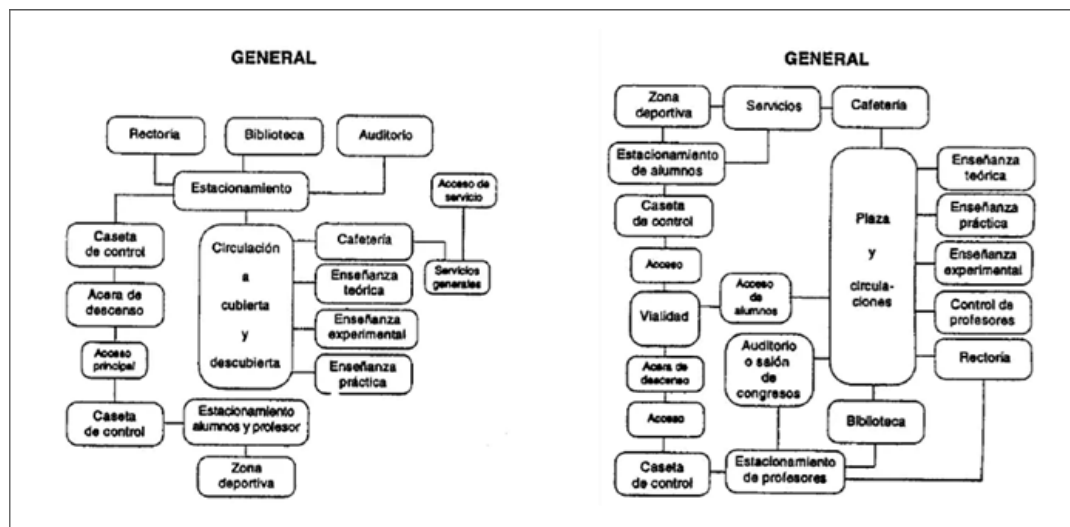 GENERAL
Rectoría
Biblioteca
Auditorio
Estacionamiento
Acceso de
servicio
Caseta
de control
Circulación
a
cubierta
y
descubierta
Cafetería
Servicios
generales
Enseñanza
teórica
Acera de
descenso
Enseñanza
experimental
Acceso
principal
Enseñanza
práctica
Caseta
de control
Estacionamiento
alumnos y profesor
Zona
deportiva
GENERAL
Zona
deportiva
Servicios
Cafetería
Estacionamiento
de alumnos
Enseñanza
teórica
Caseta
de control
Plaza
y
circula-
ciones
Enseñanza
práctica
Acceso
Enseñanza
experimental
Acceso
de
alumnos
Vialidad
Control de
profesores
Auditorio
o salón
de
congresos
Rectoría
Acera de
descenso
Acceso
Biblioteca
Caseta
de control
Estacionamiento
de profesores